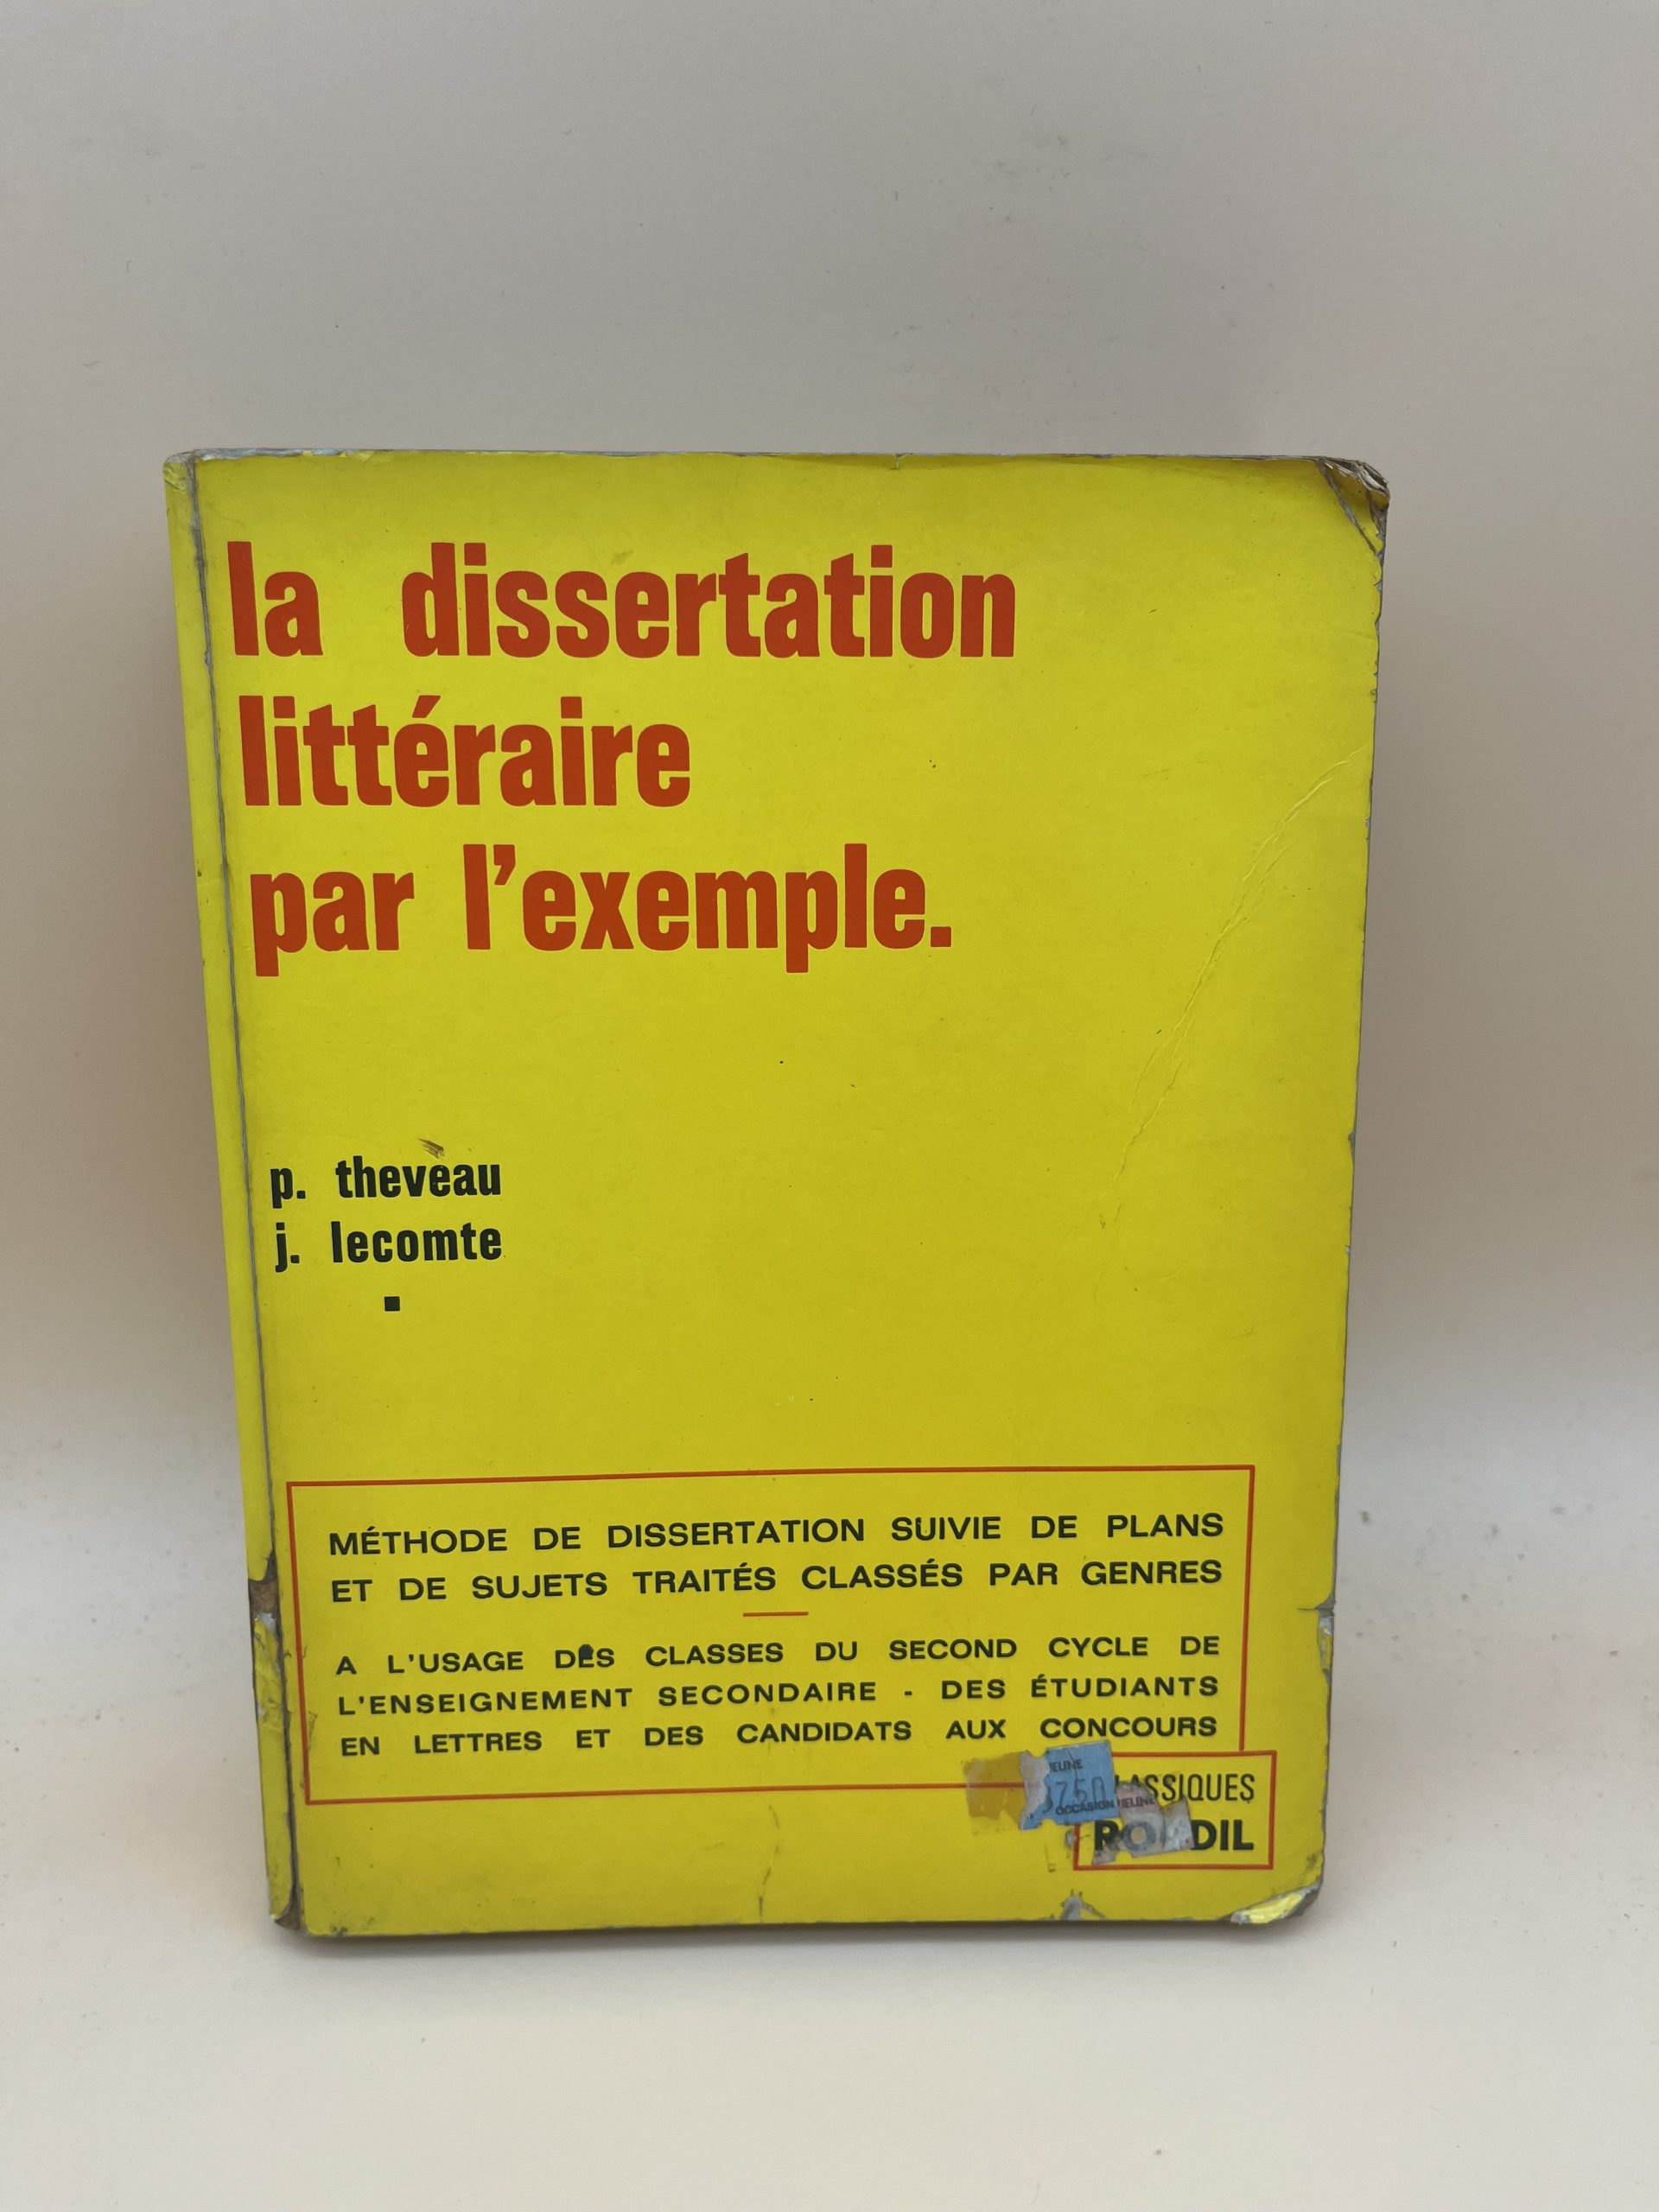 la dissertation
littéraire
par l'exemple.
p. theveau
j. lecomte
MÉTHODE DE DISSERTATION SUIVIE DE PLANS
ET DE SUJETS TRAITÉS CLASSÉS PAR GENRES
A L'USAGE DES CLASSES DU SECOND CYCLE DE
L'ENSEIGNEMENT SECONDAIRE - DES ÉTUDIANTS
EN LETTRES ET DES CANDIDATS AUX CONCOURS
OCCASION